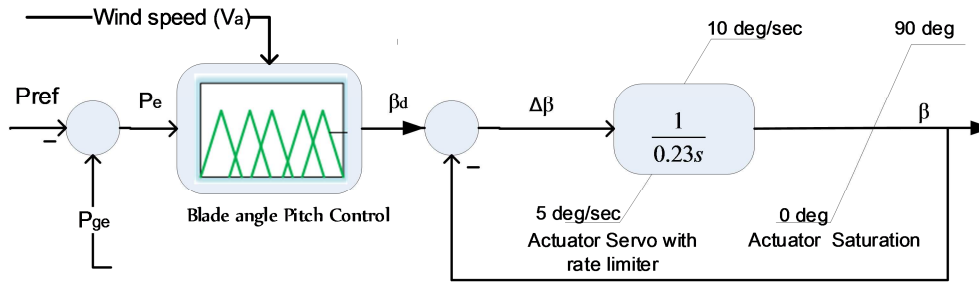 Wind speed (Va)
10 deg/sec
90 deg
Pref
Pe
βd
Δβ
β
-
-
1
0.23s
Pge
Blade angle Pitch Control
5 deg/sec
Actuator Servo with
rate limiter
0 deg
Actuator Saturation